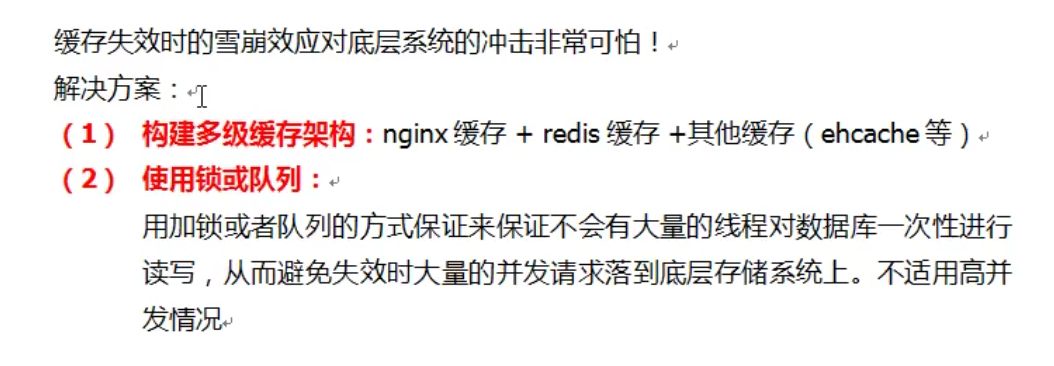 缓存失效时的雪崩效应对底层系统的冲击非常可怕！
解决方案：
（1） 构建多级缓存架构：nginx 缓存 + redis 缓存 +其他缓存（ehcache 等）
（2） 使用锁或队列：
用加锁或者队列的方式保证来保证不会有大量的线程对数据库一次性进行
读写，从而避免失效时大量的并发请求落到底层存储系统上。不适用高并
发情况